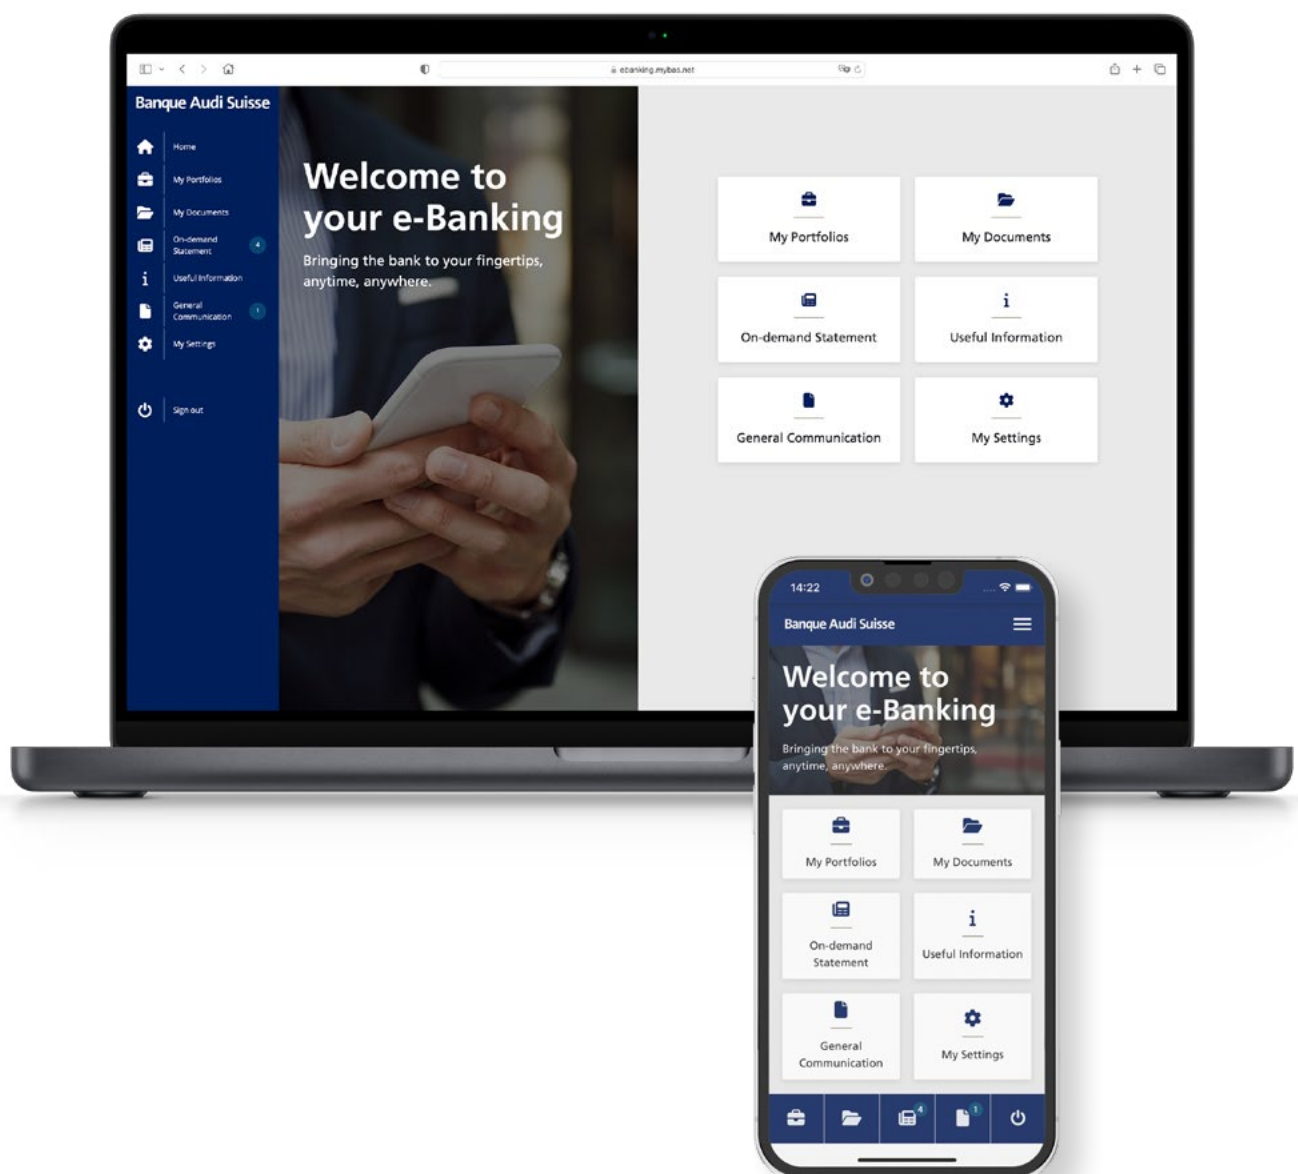 ebanking.mybas.net
Banque Audi Suisse
Home
My Portfolios
My Documents
On-demand
Statement
4
Useful Information
General
Communication
1
My Settings
Sign out
Welcome to
your e-Banking
Bringing the bank to your fingertips,
anytime, anywhere.
My Portfolios
My Documents
On-demand Statement
Useful Information
General Communication
My Settings
14:22
Banque Audi Suisse
Welcome to
your e-Banking
Bringing the bank to your fingertips,
anytime, anywhere.
My Portfolios
My Documents
On-demand
Statement
Useful Information
General
Communication
My Settings
4
1